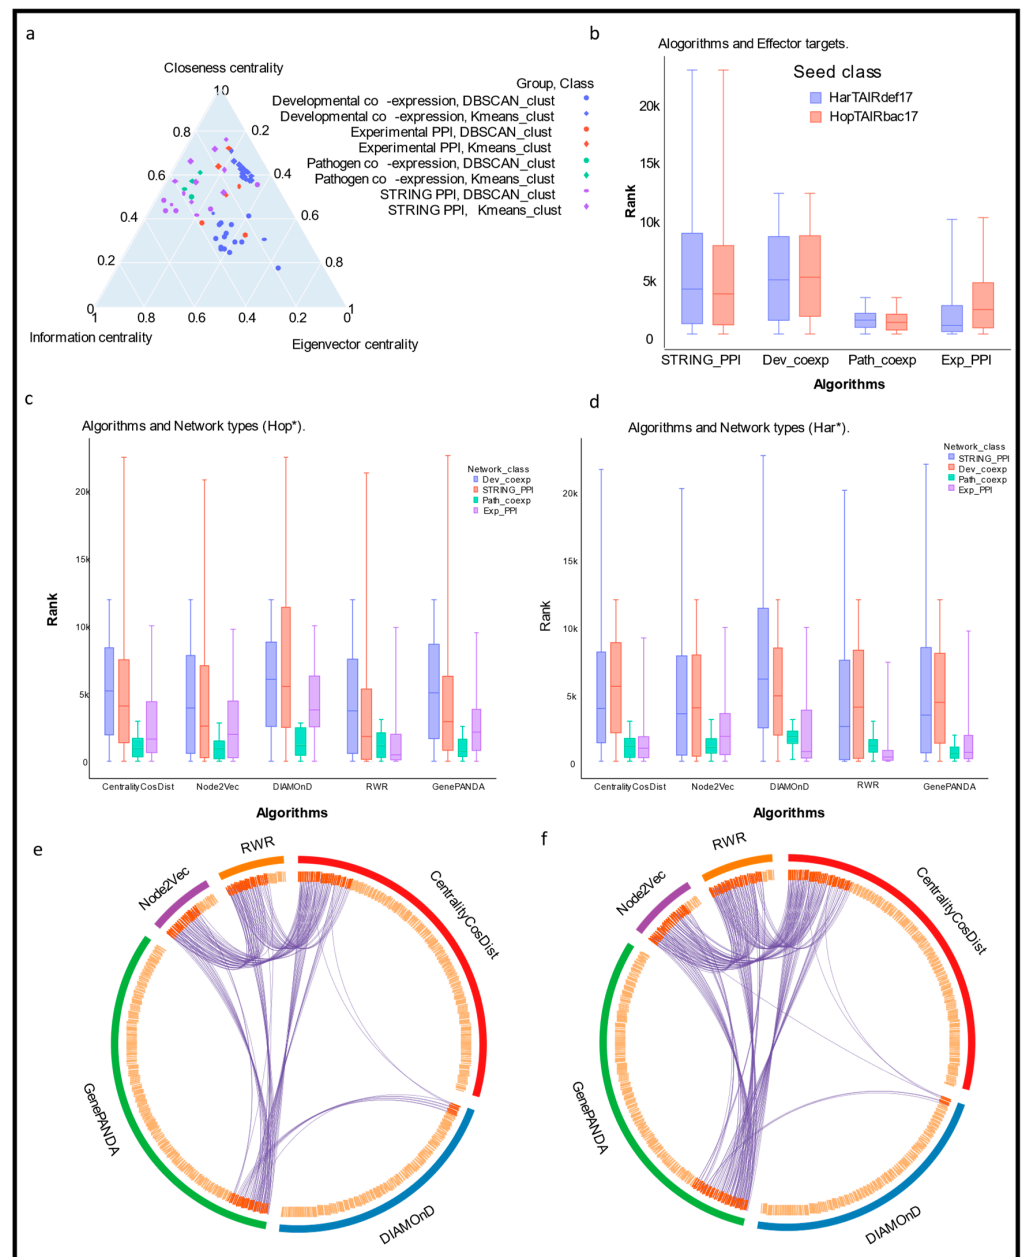 a
Closeness centrality
1.0
0.8
0.2
0.6
0.4
0.4
0.6
0.2
0.8
0
1
1
0.8
0.6
0.4
0.2
0
Information centrality
Eigenvector centrality
Group, Class
Developmental co -expression, DBSCAN_clust
Developmental co -expression, Kmeans_clust
Experimental PPI, DBSCAN_clust
Experimental PPI, Kmeans_clust
Pathogen co -expression, DBSCAN_clust
Pathogen co -expression, Kmeans_clust
STRING PPI, DBSCAN_clust
STRING PPI, Kmeans_clust
b
Alogorithms and Effector targets.
Seed class
HarTAIRdef17
HopTAIRbac17
Rank
20k
15k
10k
5k
0
STRING_PPI Dev_coexp Path_coexp Exp_PPI
Algorithms
c
Algorithms and Network types (Hop*).
Network_class
Dev_coexp
STRING_PPI
Path_coexp
Exp_PPI
Rank
20k
15k
10k
5k
0
CentralityCosDist Node2Vec DIAMOnD RWR GenePANDA
Algorithms
d
Algorithms and Network types (Har*).
Network_class
STRING_PPI
Dev_coexp
Path_coexp
Exp_PPI
Rank
20k
15k
10k
5k
0
CentralityCosDist Node2Vec DIAMOnD RWR GenePANDA
Algorithms
e
RWR
Node2Vec
CentralityCosDist
GenePANDA
DIAMOnD
f
RWR
Node2Vec
CentralityCosDist
GenePANDA
DIAMOnD